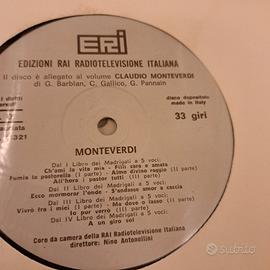 ERI
EDIZIONI RAI RADIOTELEVISIONE ITALIANA
Il disco è allegato al volume CLAUDIO MONTEVERDI
di G. Barblan, C. Gallico, G. Pannain
disco depositato
made in Italy
321
33 giri
MONTEVERDI
Dal I Libro dei Madrigali a 5 voci:
Ch'ami la vita mia - Filli cara e amata
Fumia la pastorella (I parte) - Almo divino raggio (II parte)
All'hora i pastor tutti (III parte)
Dal II Libro dei Madrigali a 5 voci:
Ecco mormorar l'onde - S'andasse amor a caccia
Dal III Libro dei Madrigali a 5 voci:
Vivrò fra i miei (I parte) - Ma dove o lasso (II parte)
Io pur verrò (III parte)
Dal IV Libro dei Madrigali a 5 voci:
A un giro sol
Coro da camera della RAI Radiotelevisione Italiana
direttore: Nino Antonellini
subito